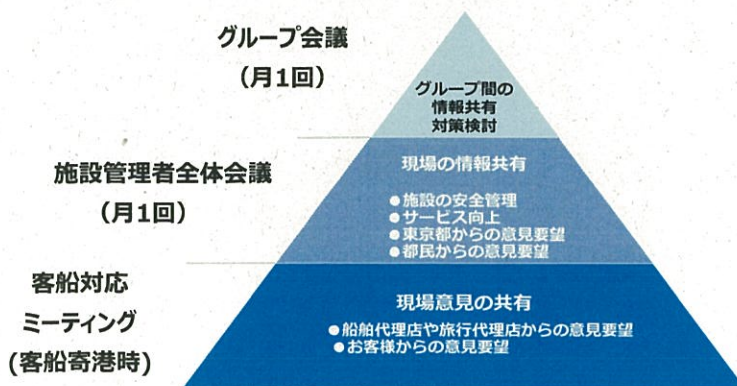 グループ会議
（月1回）
グループ間の
情報共有
対策検討
施設管理者全体会議
（月1回）
現場の情報共有
●施設の安全管理
●サービス向上
●東京都からの意見要望
●都民からの意見要望
客船対応
ミーティング
(客船寄港時)
現場意見の共有
●船舶代理店や旅行代理店からの意見要望
●お客様からの意見要望